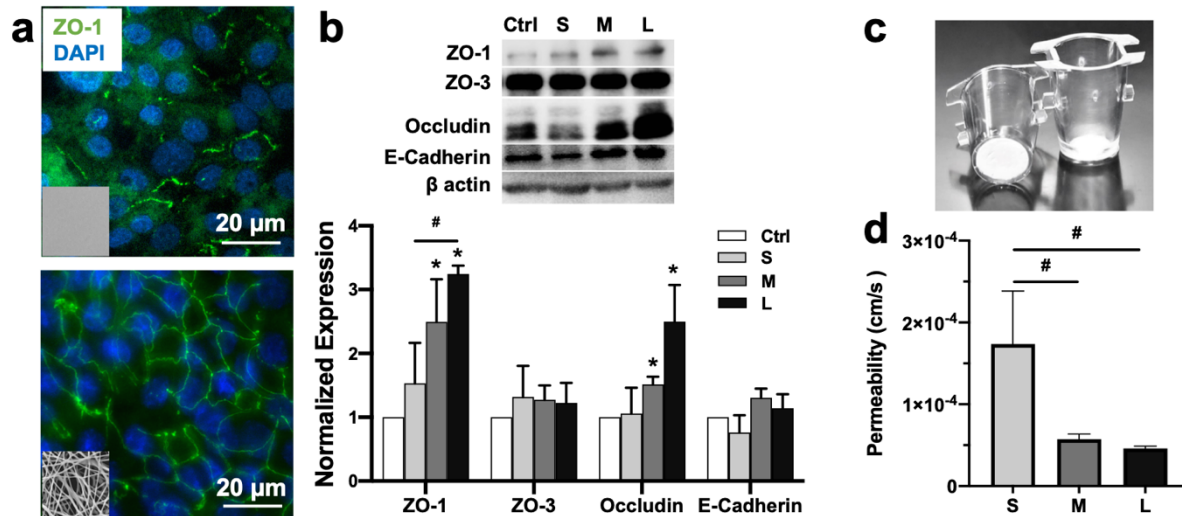 a
ZO-1
DAPI
20 μm
20 μm
b
Ctrl S M L
ZO-1
ZO-3
Occludin
E-Cadherin
β actin
Normalized Expression
4
3
2
1
0
#
*
*
*
*
Ctrl
S
M
L
ZO-1 ZO-3 Occludin E-Cadherin
c
d
Permeability (cm/s)
3×10⁻⁴
2×10⁻⁴
1×10⁻⁴
0
#
#
S M L